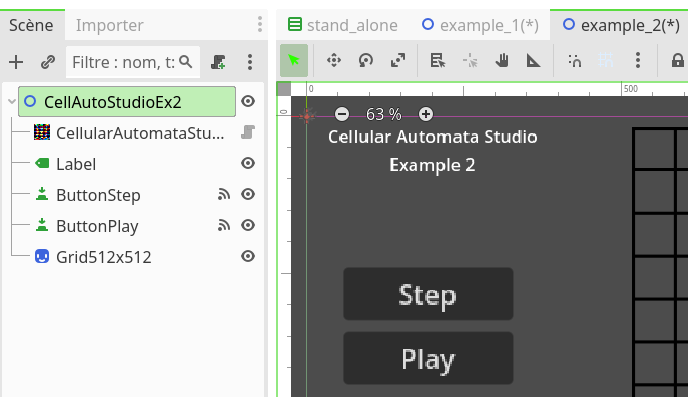 Scène
Importer
stand_alone
example_1(*)
example_2(*)
Filtre : nom, t:
CellAutoStudioEx2
CellularAutomataStu...
Label
ButtonStep
ButtonPlay
Grid512x512
0
500
0
63 %
Cellular Automata Studio
Example 2
Step
Play